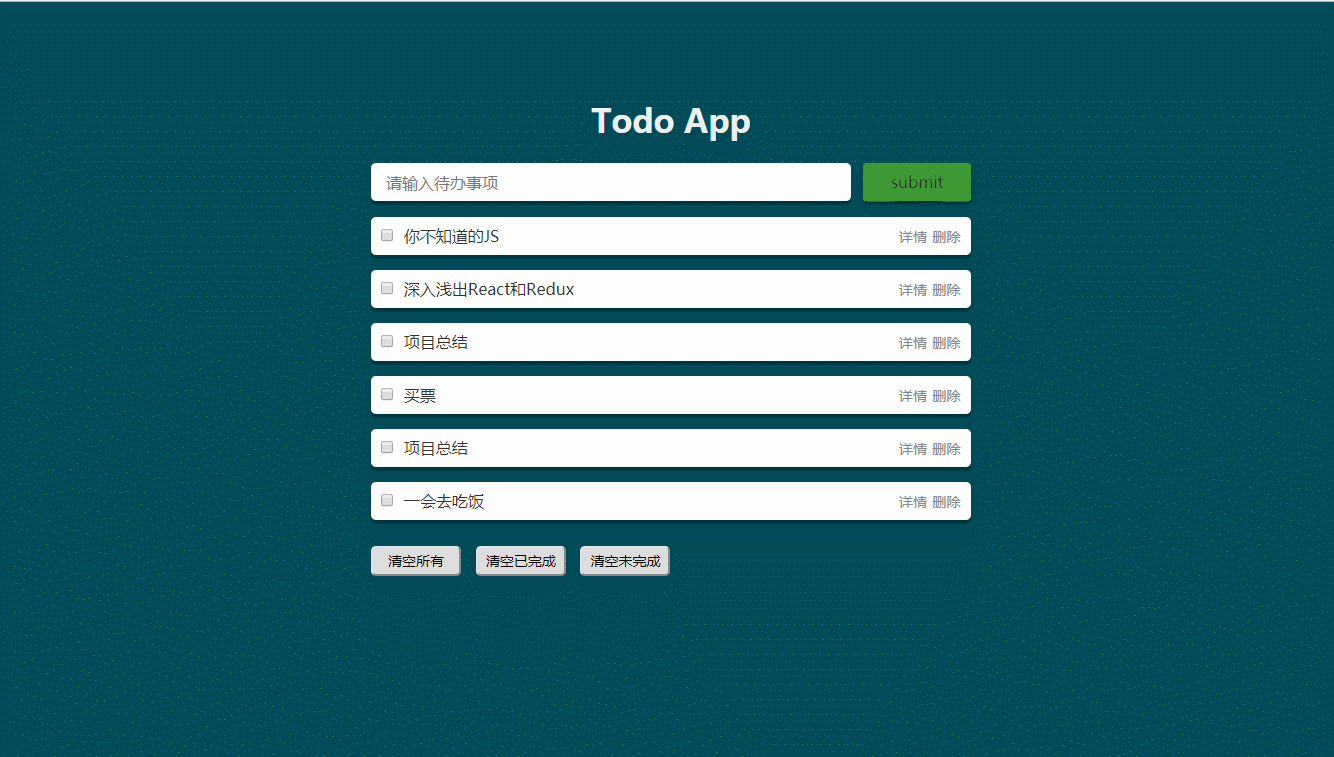 Todo App
请输入待办事项 submit
你不知道的JS 详情 删除
深入浅出React和Redux 详情 删除
项目总结 详情 删除
买票 详情 删除
项目总结 详情 删除
一会去吃饭 详情 删除
清空所有 清空已完成 清空未完成